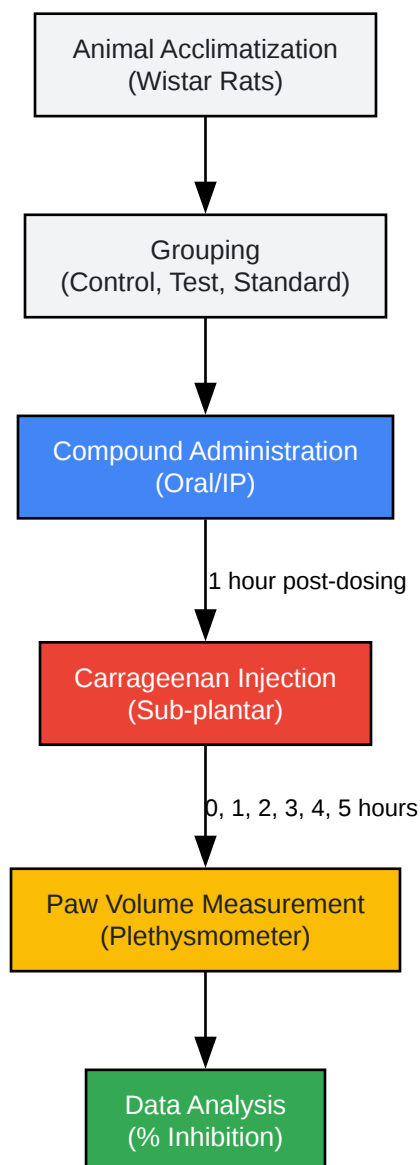 Animal Acclimatization
(Wistar Rats)
Grouping
(Control, Test, Standard)
Compound Administration
(Oral/IP)
1 hour post-dosing
Carrageenan Injection
(Sub-plantar)
0, 1, 2, 3, 4, 5 hours
Paw Volume Measurement
(Plethysmometer)
Data Analysis
(% Inhibition)